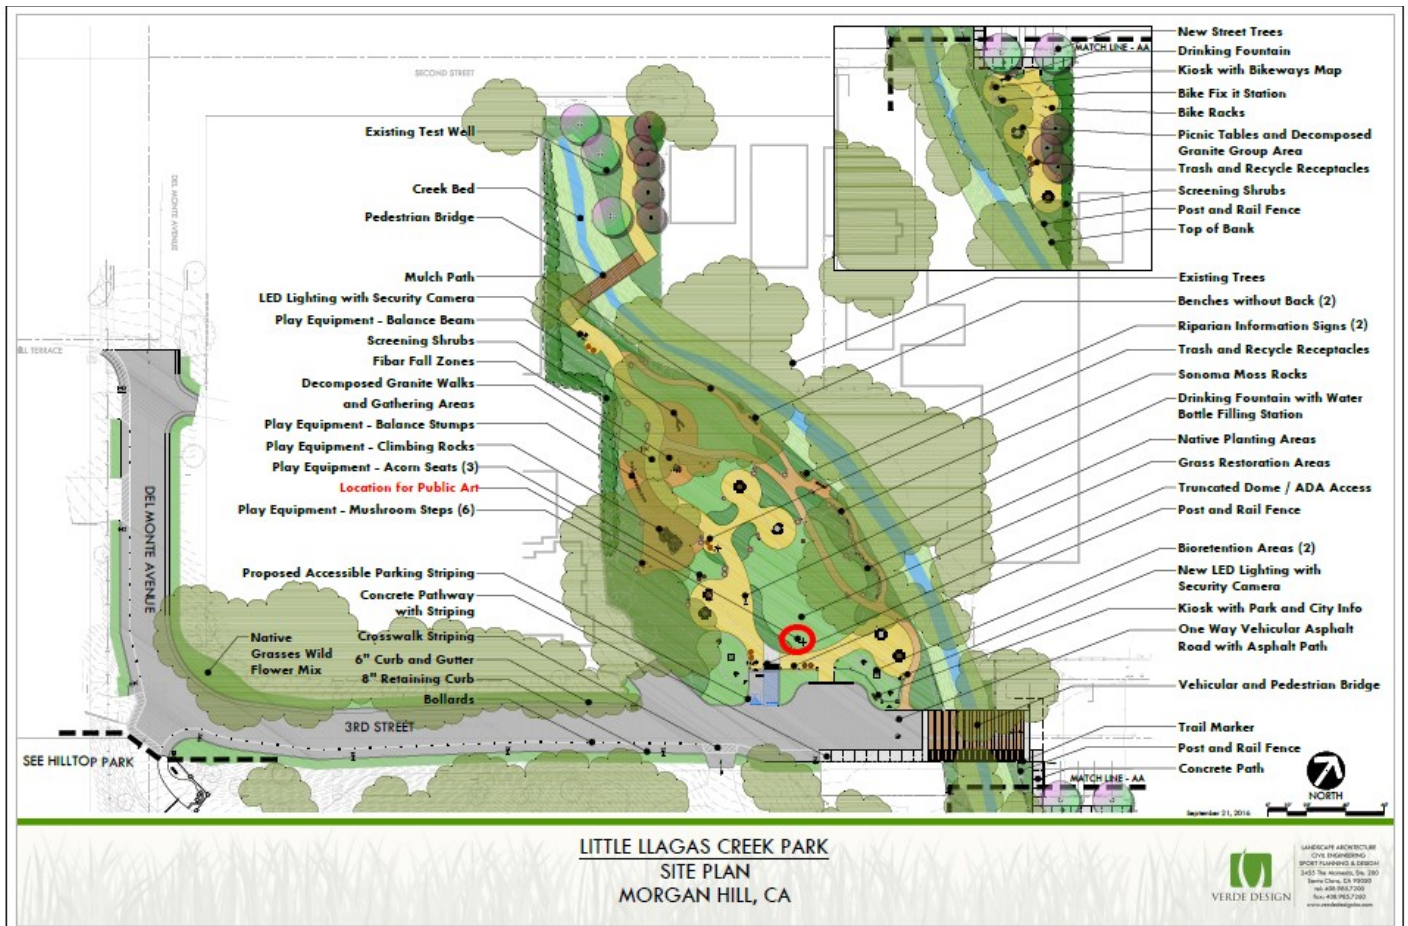 SECOND STREET
DEL MONTE AVENUE
Existing Test Well
Creek Bed
Pedestrian Bridge
Mulch Path
LED Lighting with Security Camera
Play Equipment - Balance Beam
Screening Shrubs
Fibar Fall Zones
Decomposed Granite Walks
and Gathering Areas
Play Equipment - Balance Stumps
Play Equipment - Climbing Rocks
Play Equipment - Acorn Seats (3)
Location for Public Art
Play Equipment - Mushroom Steps (6)
Proposed Accessible Parking Striping
Concrete Pathway
with Striping
Crosswalk Striping
6" Curb and Gutter
8" Retaining Curb
Bollards
Native
Grasses Wild
Flower Mix
TERRACE
DEL MONTE AVENUE
3RD STREET
SEE HILLTOP PARK
MATCH LINE - AA
New Street Trees
Drinking Fountain
Kiosk with Bikeways Map
Bike Fix it Station
Bike Racks
Picnic Tables and Decomposed
Granite Group Area
Trash and Recycle Receptacles
Screening Shrubs
Post and Rail Fence
Top of Bank
Existing Trees
Benches without Back (2)
Riparian Information Signs (2)
Trash and Recycle Receptacles
Sonoma Moss Rocks
Drinking Fountain with Water
Bottle Filling Station
Native Planting Areas
Grass Restoration Areas
Truncated Dome / ADA Access
Post and Rail Fence
Bioretention Areas (2)
New LED Lighting with
Security Camera
Kiosk with Park and City Info
One Way Vehicular Asphalt
Road with Asphalt Path
Vehicular and Pedestrian Bridge
Trail Marker
Post and Rail Fence
Concrete Path
MATCH LINE - AA
NORTH
September 21, 2016
LITTLE LLAGAS CREEK PARK
SITE PLAN
MORGAN HILL, CA
VERDE DESIGN
LANDSCAPE ARCHITECTURE
CIVIL ENGINEERING
SPORT PLANNING & DESIGN